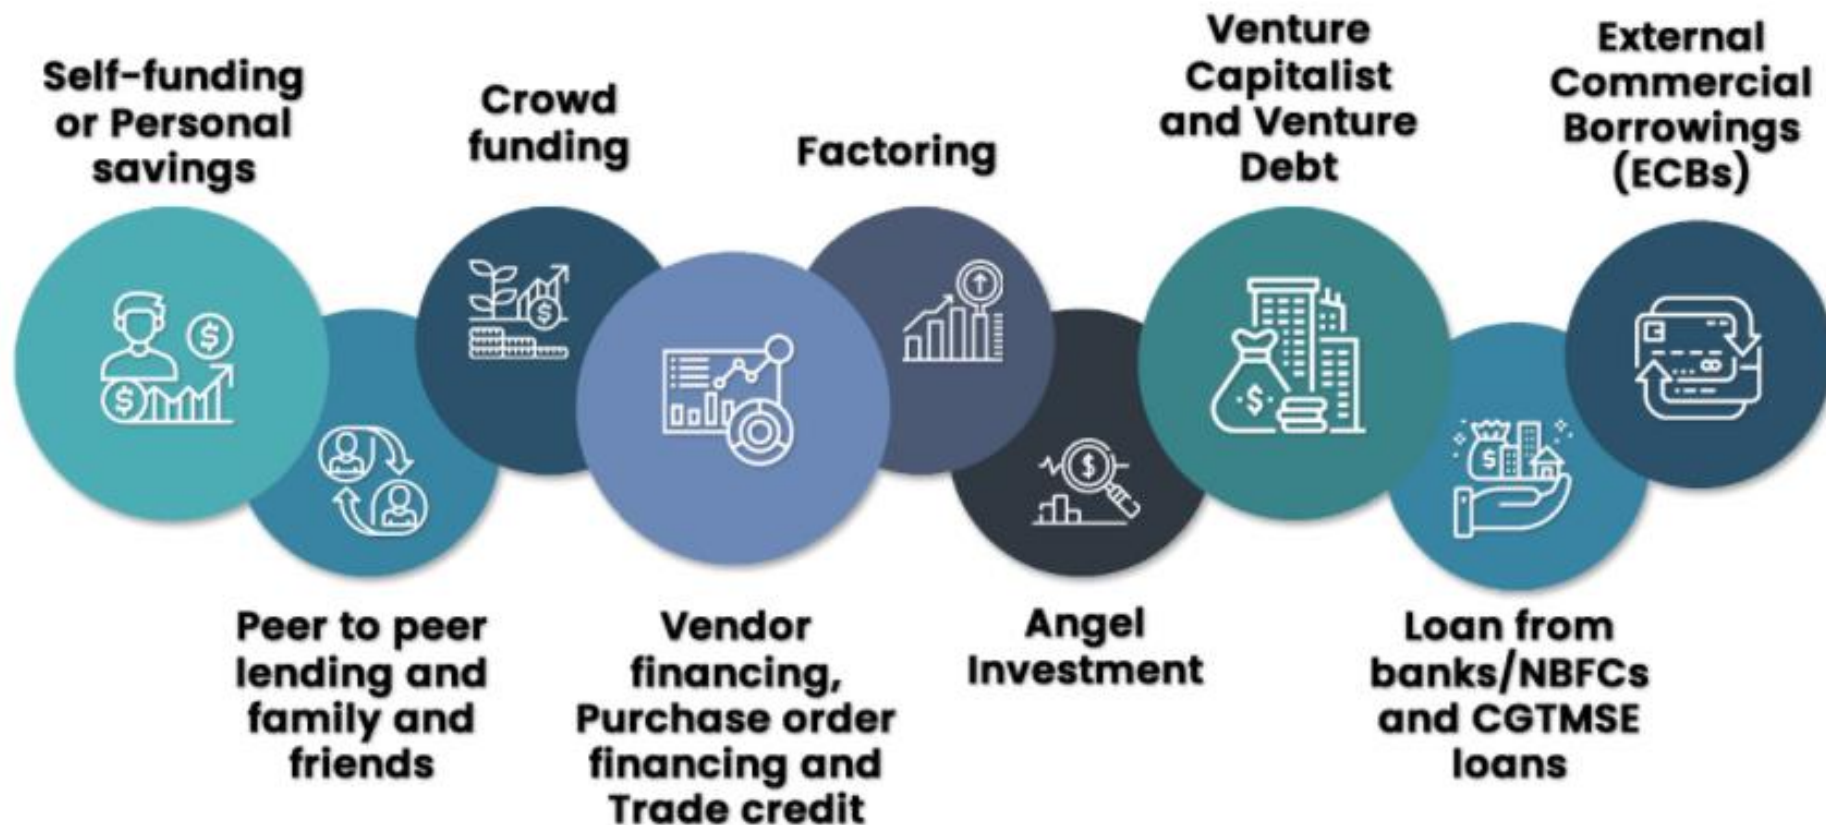 Self-funding
or Personal
savings
Peer to peer
lending and
family and
friends
Crowd
funding
Vendor
financing,
Purchase order
financing and
Trade credit
Factoring
Angel
Investment
Venture
Capitalist
and Venture
Debt
Loan from
banks/NBFCs
and CGTMSE
loans
External
Commercial
Borrowings
(ECBs)